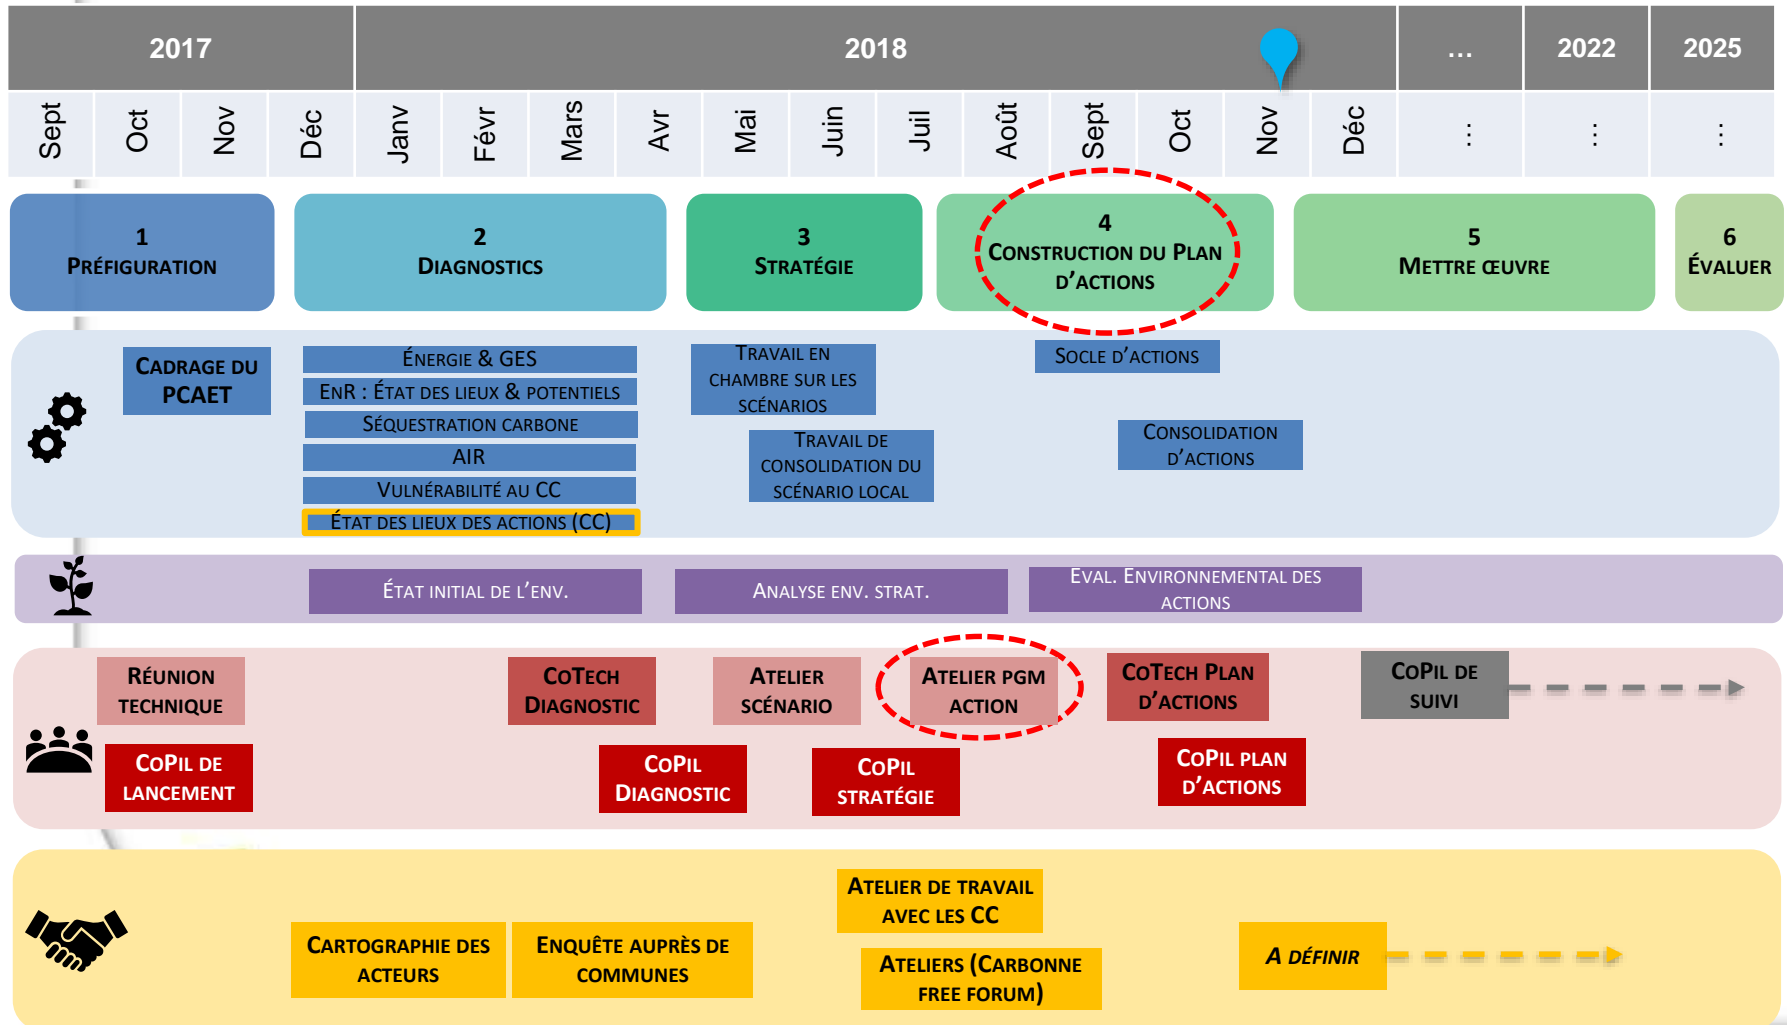 2017
2018
...
2022
2025
Sept
Oct
Nov
Déc
Janv
Févr
Mars
Avr
Mai
Juin
Juil
Août
Sept
Oct
Nov
Déc
...
...
...
1
PRÉFIGURATION
2
DIAGNOSTICS
3
STRATÉGIE
4
CONSTRUCTION DU PLAN
D'ACTIONS
5
METTRE ŒUVRE
6
ÉVALUER
CADRAGE DU
PCAET
ÉNERGIE & GES
ENR : ÉTAT DES LIEUX & POTENTIELS
SÉQUESTRATION CARBONE
AIR
VULNÉRABILITÉ AU CC
ÉTAT DES LIEUX DES ACTIONS (CC)
TRAVAIL EN
CHAMBRE SUR LES
SCÉNARIOS
TRAVAIL DE
CONSOLIDATION DU
SCÉNARIO LOCAL
SOCLE D'ACTIONS
CONSOLIDATION
D'ACTIONS
ÉTAT INITIAL DE L'ENV.
ANALYSE ENV. STRAT.
EVAL. ENVIRONNEMENTAL DES
ACTIONS
RÉUNION
TECHNIQUE
COTECH
DIAGNOSTIC
ATELIER
SCÉNARIO
ATELIER PGM
ACTION
COTECH PLAN
D'ACTIONS
COPIL DE
SUIVI
COPIL DE
LANCEMENT
COPIL
DIAGNOSTIC
COPIL
STRATÉGIE
COPIL PLAN
D'ACTIONS
ATELIER DE TRAVAIL
AVEC LES CC
CARTOGRAPHIE DES
ACTEURS
ENQUÊTE AUPRÈS DE
COMMUNES
ATELIERS (CARBONNE
FREE FORUM)
A DÉFINIR